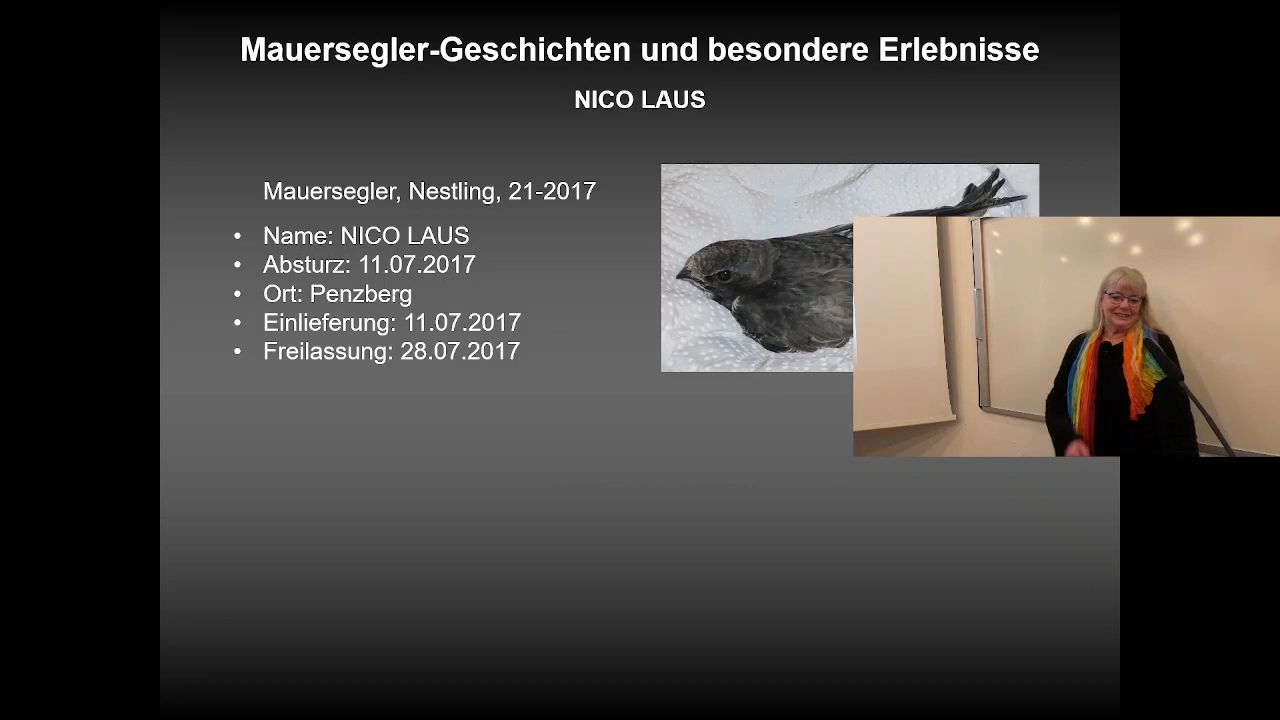 Mauersegler-Geschichten und besondere Erlebnisse
NICO LAUS
Mauersegler, Nestling, 21-2017
• Name: NICO LAUS
• Absturz: 11.07.2017
• Ort: Penzberg
• Einlieferung: 11.07.2017
• Freilassung: 28.07.2017